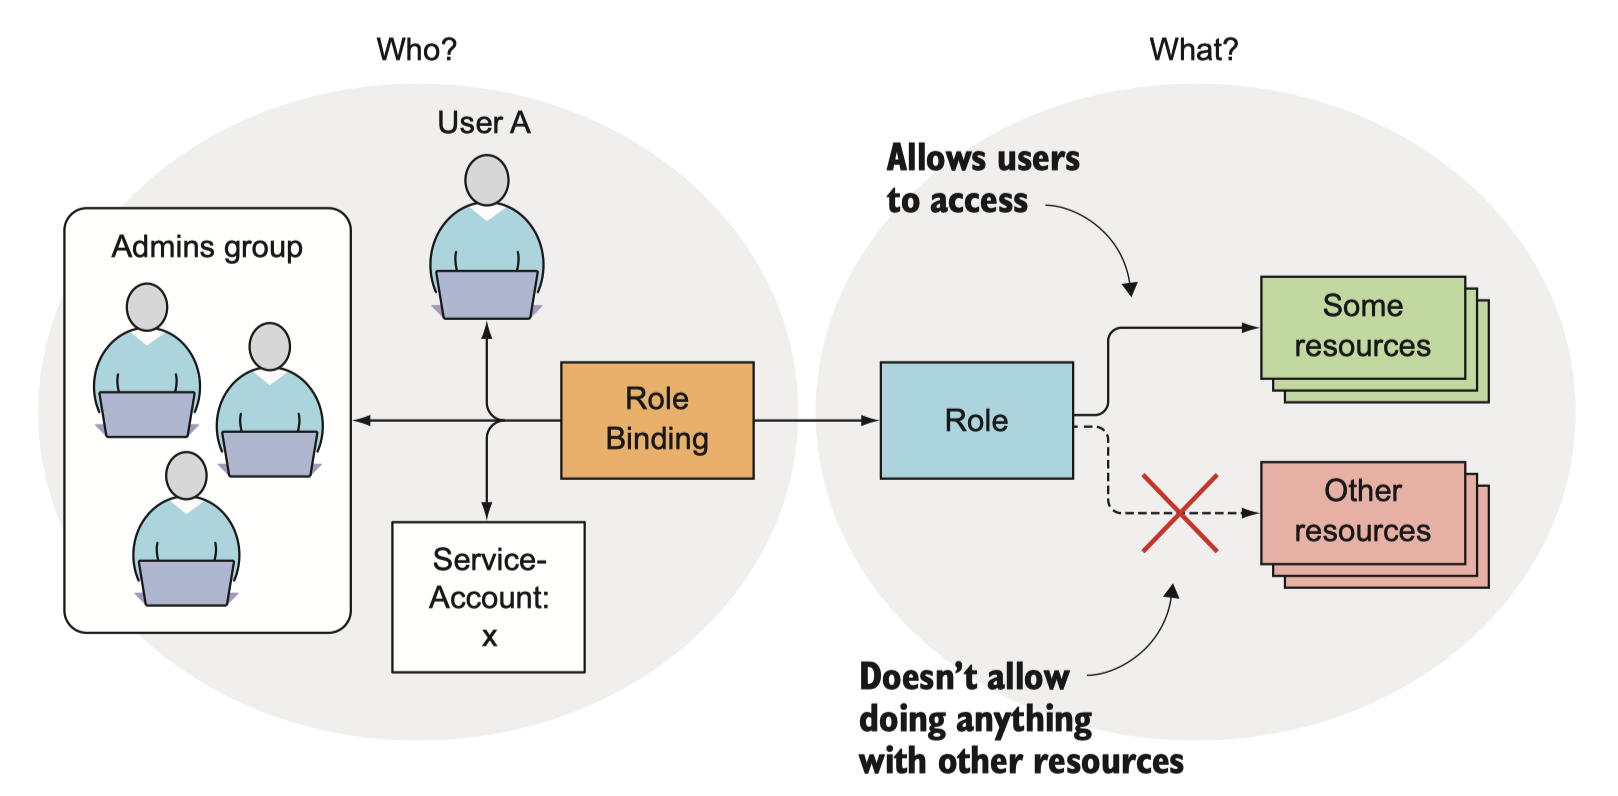 Who?
What?
User A
Allows users
to access
Admins group
Some
resources
Role
Binding
Role
Other
resources
Service-
Account:
x
Doesn't allow
doing anything
with other resources